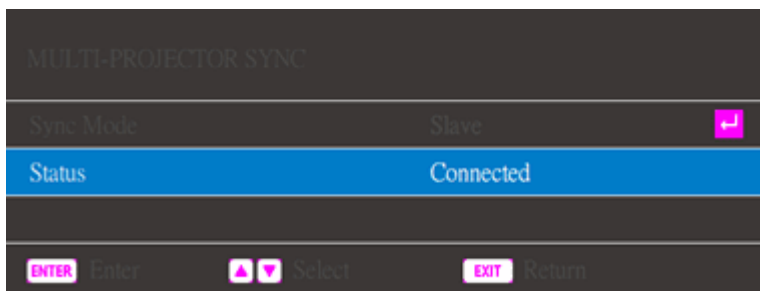 MULTI-PROJECTOR SYNC
Sync Mode Slave
Status Connected
ENTER Enter Select EXIT Return